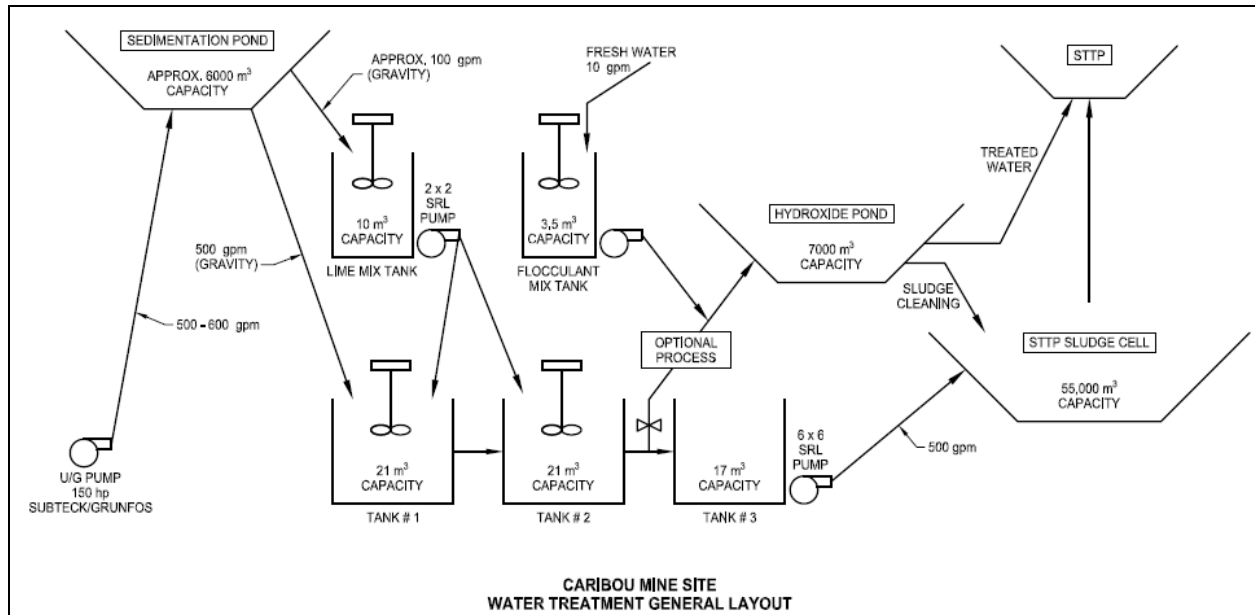 SEDIMENTATION POND
APPROX. 6000 m³
CAPACITY
APPROX. 100 gpm
(GRAVITY)
FRESH WATER
10 gpm
STTP
10 m³
CAPACITY
LIME MIX TANK
2 x 2
SRL
PUMP
3,5 m³
CAPACITY
FLOCCULANT
MIX TANK
HYDROXIDE POND
7000 m³
CAPACITY
TREATED
WATER
SLUDGE
CLEANING
500 gpm
(GRAVITY)
500 - 600 gpm
OPTIONAL
PROCESS
STTP SLUDGE CELL
55,000 m³
CAPACITY
U/G PUMP
150 hp
SUBTECK/GRUNFOS
21 m³
CAPACITY
TANK # 1
21 m³
CAPACITY
TANK # 2
17 m³
CAPACITY
TANK # 3
6 x 6
SRL
PUMP
500 gpm
CARIBOU MINE SITE
WATER TREATMENT GENERAL LAYOUT